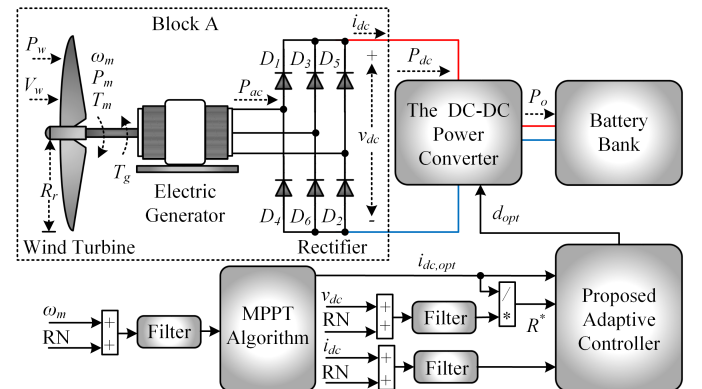 Block A
i_dc
P_w
ω_m
P_m
T_m
V_w
T_g
R_r
P_ac
D_1
D_3
D_5
D_4
D_6
D_2
+
v_dc
-
P_dc
P_o
Electric
Generator
Wind Turbine
Rectifier
The DC-DC
Power
Converter
Battery
Bank
d_opt
i_dc,opt
ω_m
RN
+
+
Filter
MPPT
Algorithm
v_dc
RN
+
+
Filter
/
*
R*
i_dc
RN
+
+
Filter
Proposed
Adaptive
Controller